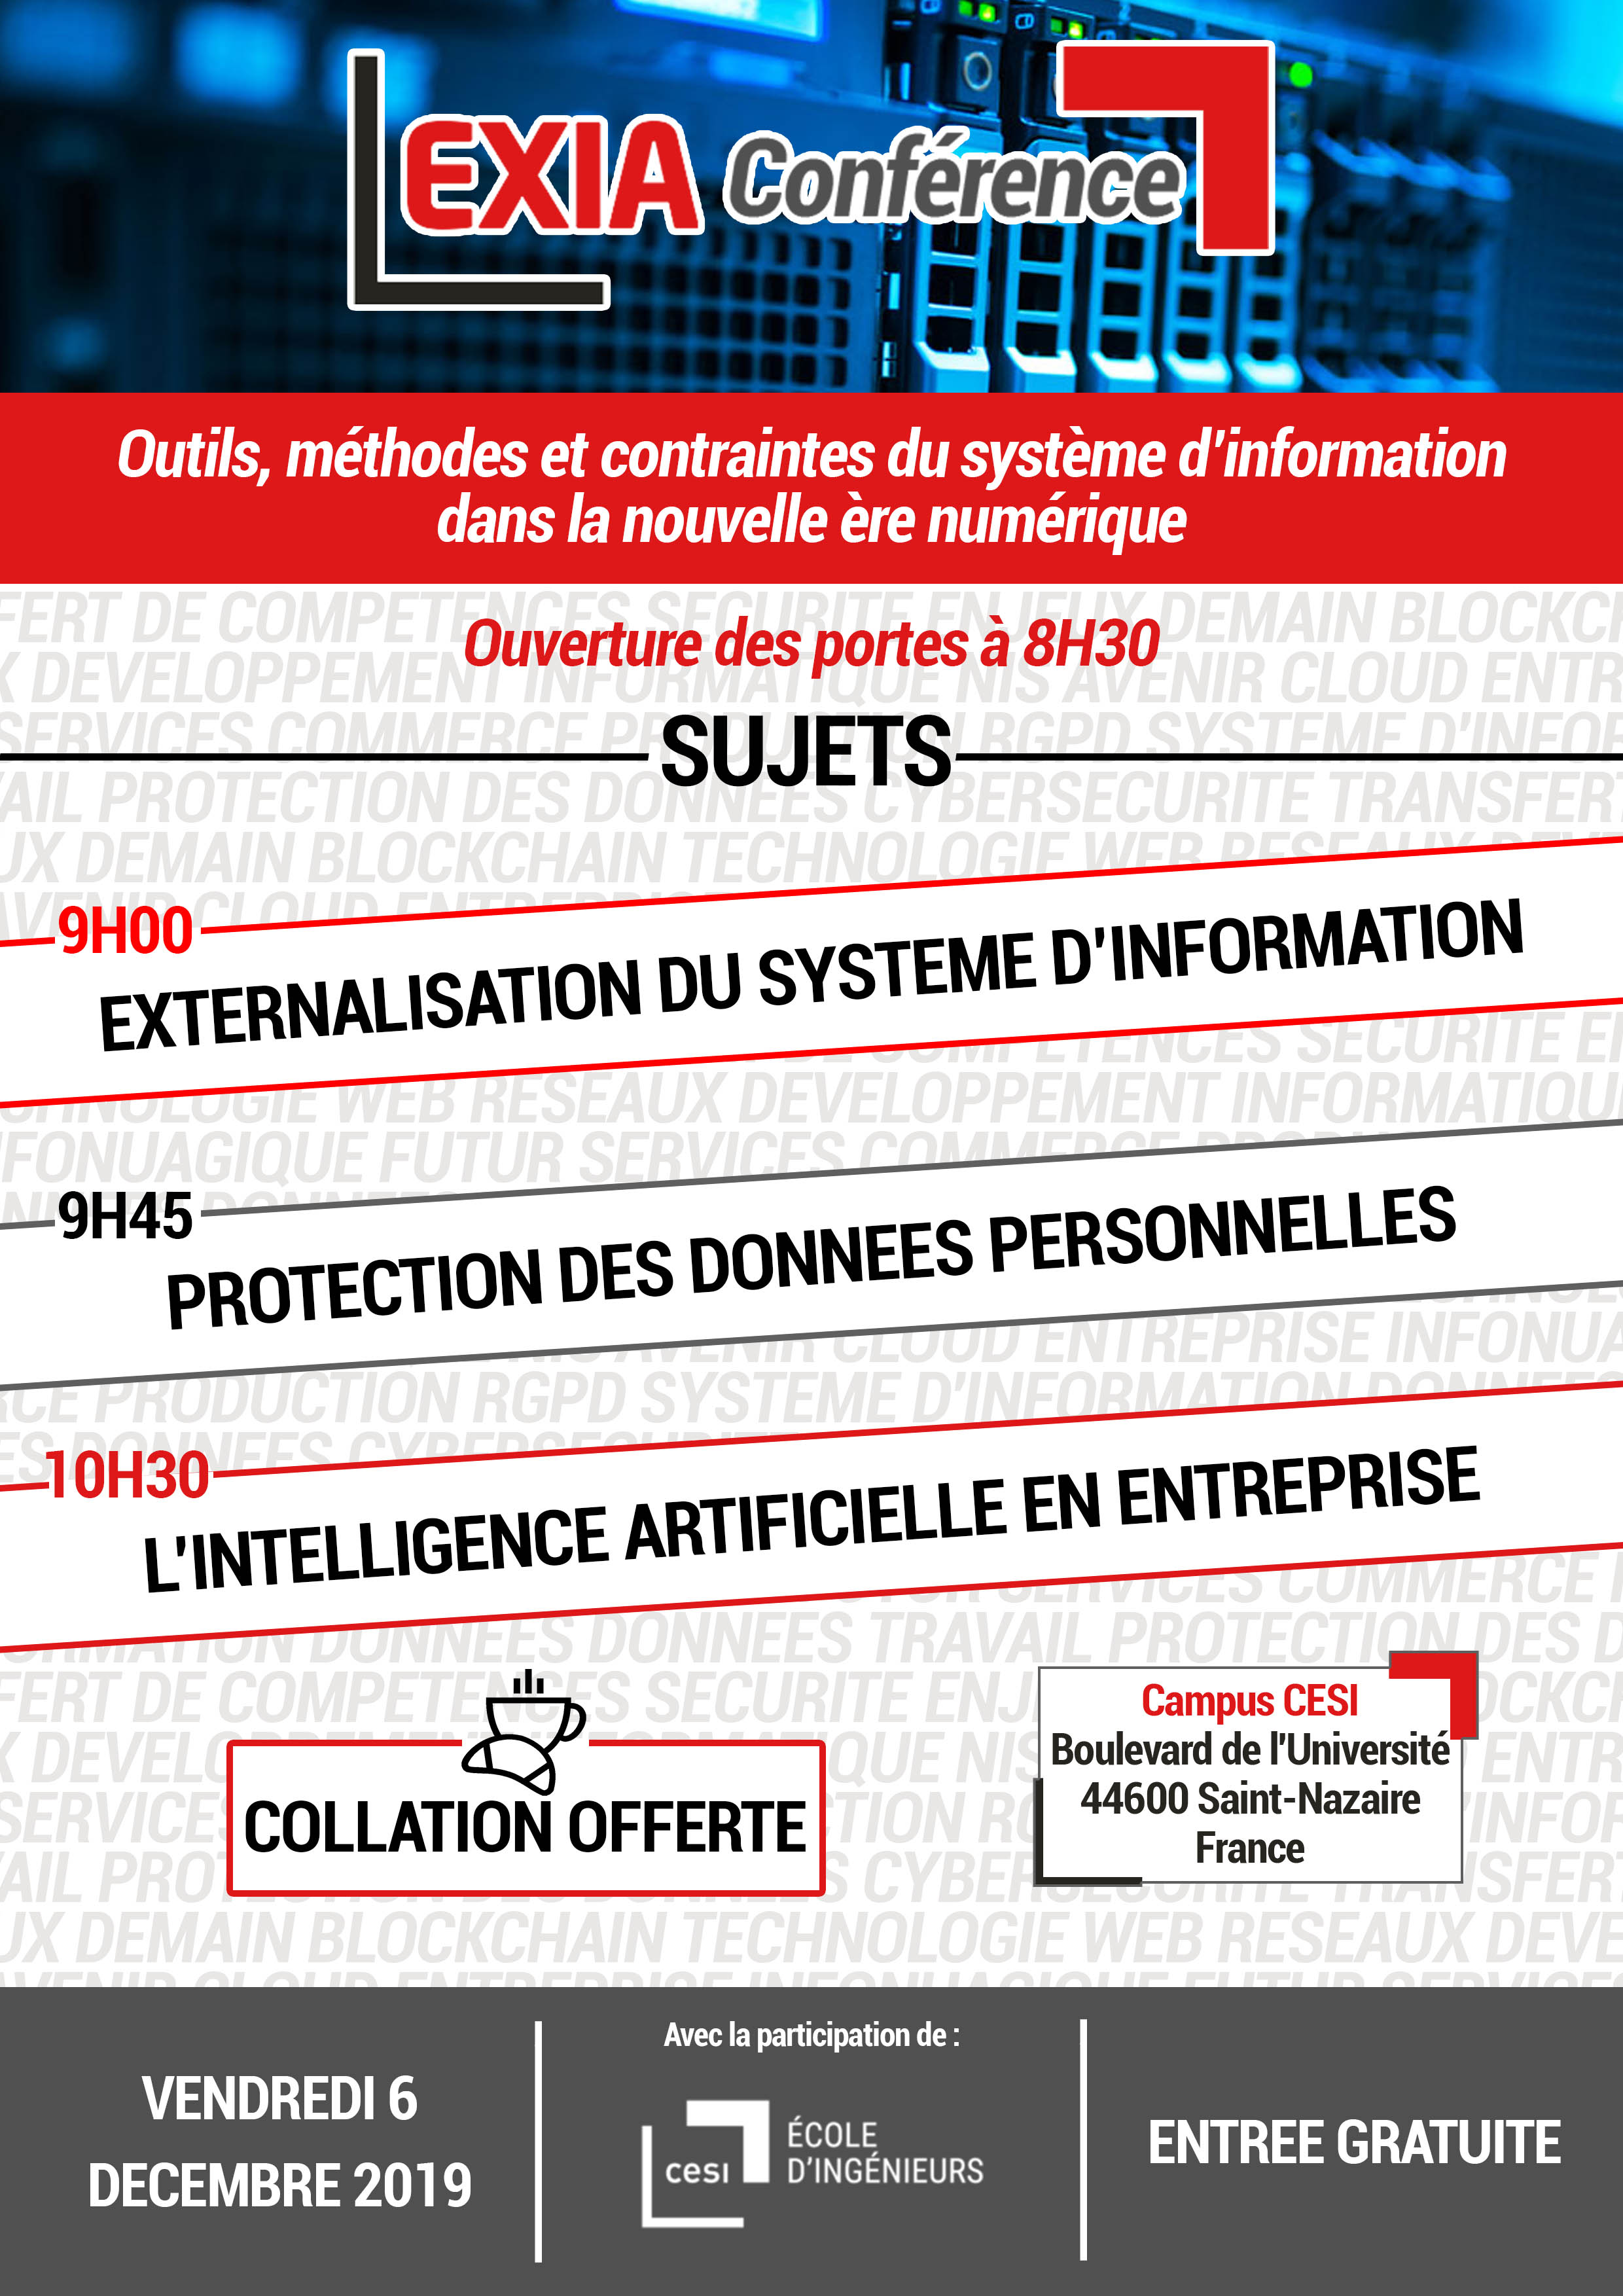 EXIA Conférence
Outils, méthodes et contraintes du système d'information
dans la nouvelle ère numérique
Ouverture des portes à 8H30
SUJETS
9H00
EXTERNALISATION DU SYSTEME D'INFORMATION
9H45
PROTECTION DES DONNEES PERSONNELLES
10H30
L'INTELLIGENCE ARTIFICIELLE EN ENTREPRISE
COLLATION OFFERTE
Campus CESI
Boulevard de l'Université
44600 Saint-Nazaire
France
VENDREDI 6
DECEMBRE 2019
Avec la participation de :
cesi
ÉCOLE
D'INGÉNIEURS
ENTREE GRATUITE